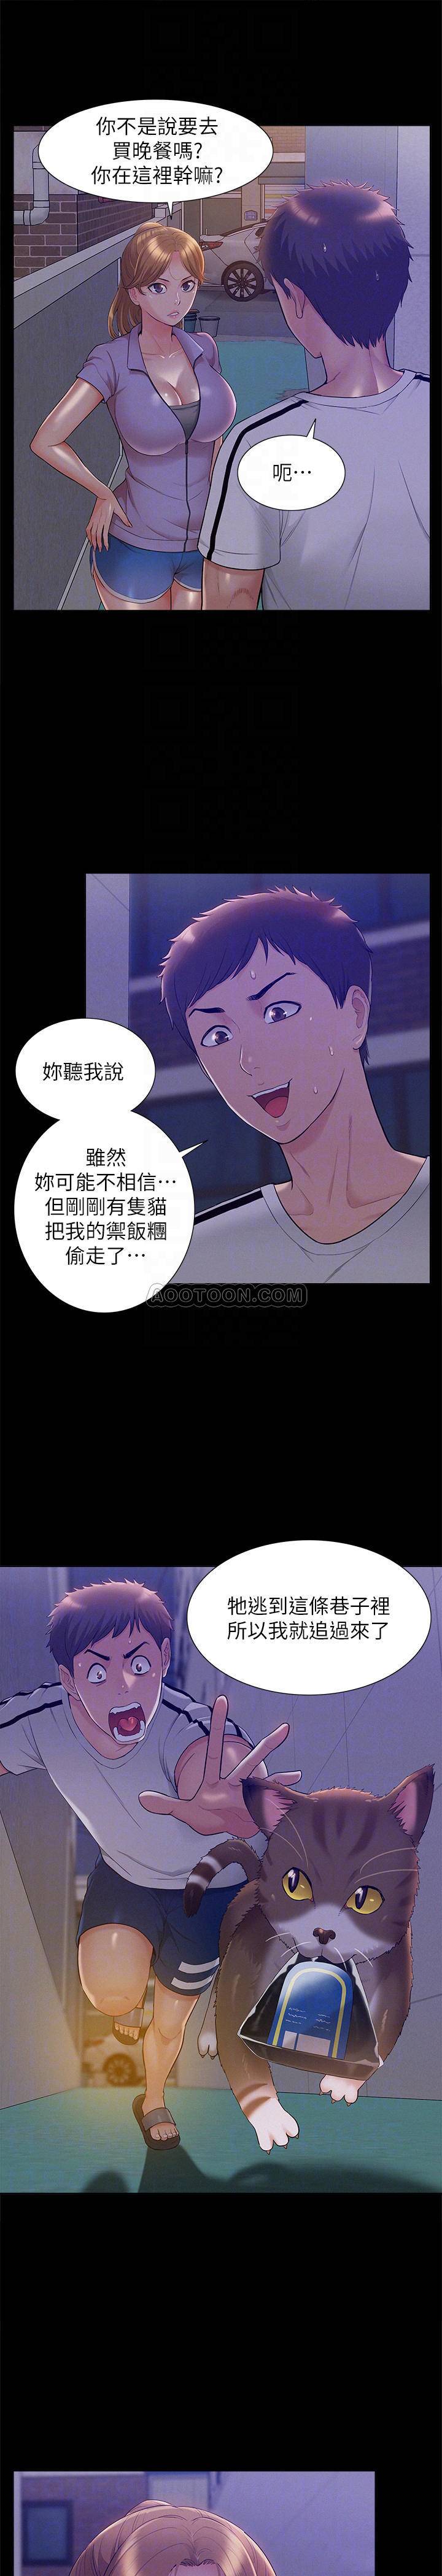 你不是說要去
買晚餐嗎?
你在這裡幹嘛?
呃⋯
妳聽我說
雖然
妳可能不相信⋯
但剛剛有隻貓
把我的禦飯糰
偷走了⋯
AOOTOON.COM
牠逃到這條巷子裡
所以我就追過來了